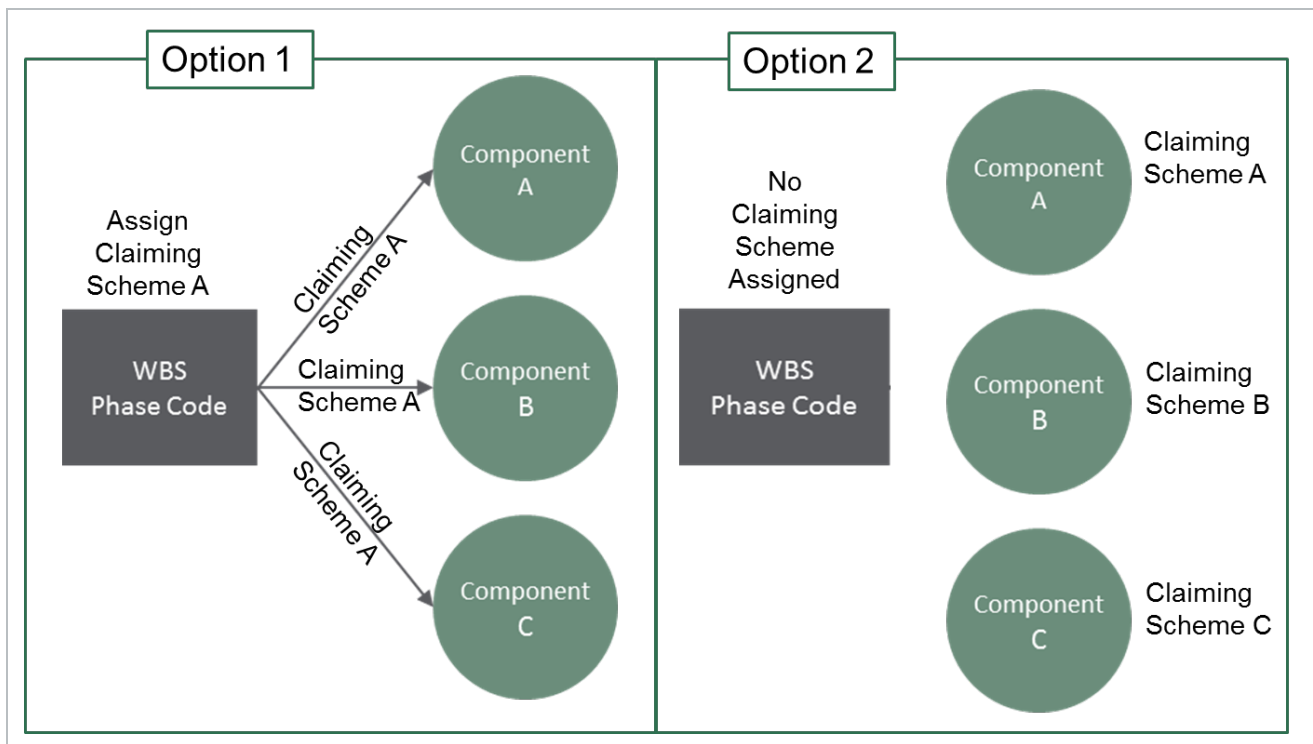 Option 1
Assign
Claiming
Scheme A
WBS
Phase Code
Claiming
Scheme A
Component
A
Claiming
Scheme A
Component
B
Claiming
Scheme A
Component
C
Option 2
No
Claiming
Scheme
Assigned
WBS
Phase Code
Component
A
Claiming
Scheme A
Component
B
Claiming
Scheme B
Component
C
Claiming
Scheme C